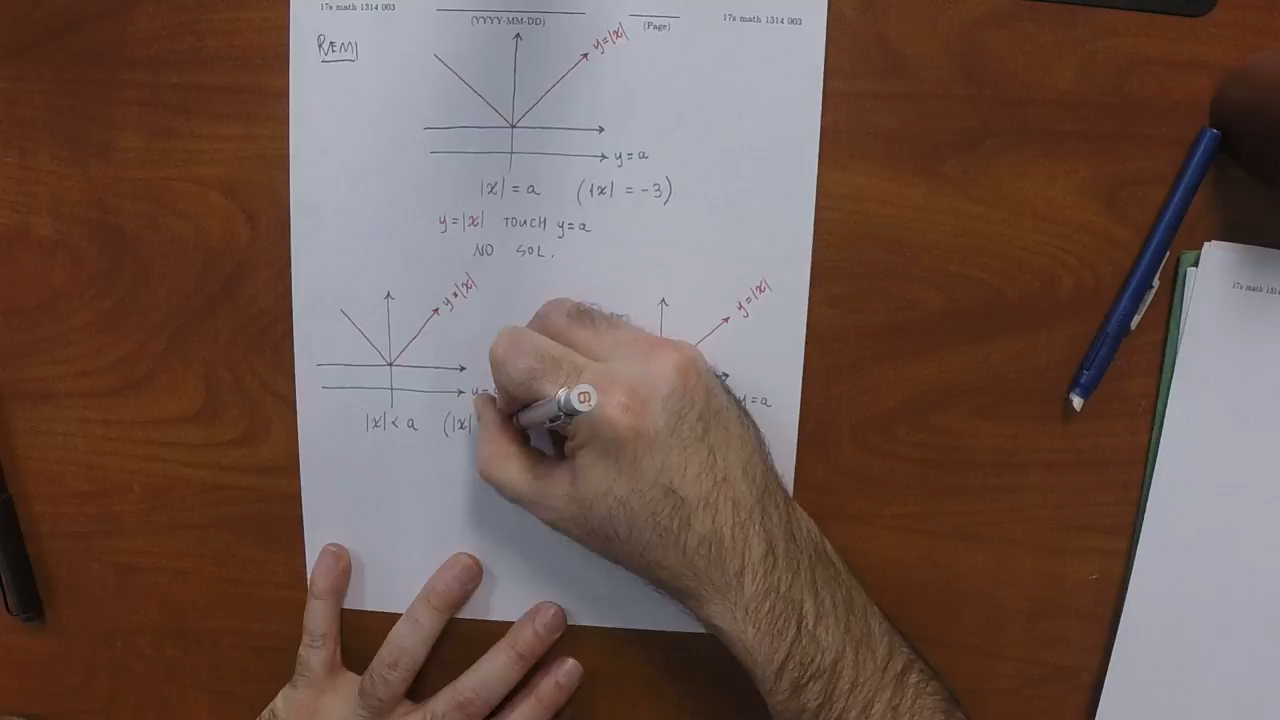 17s math 1314 003
(YYYY-MM-DD)
(Page)
17s math 1314 003
REM
y=|x|
y=a
|x| = a (|x| = -3)
y=|x| TOUCH y=a
NO SOL.
y=|x|
y=|x|
y=
y=a
|x| < a (|x|
17s math